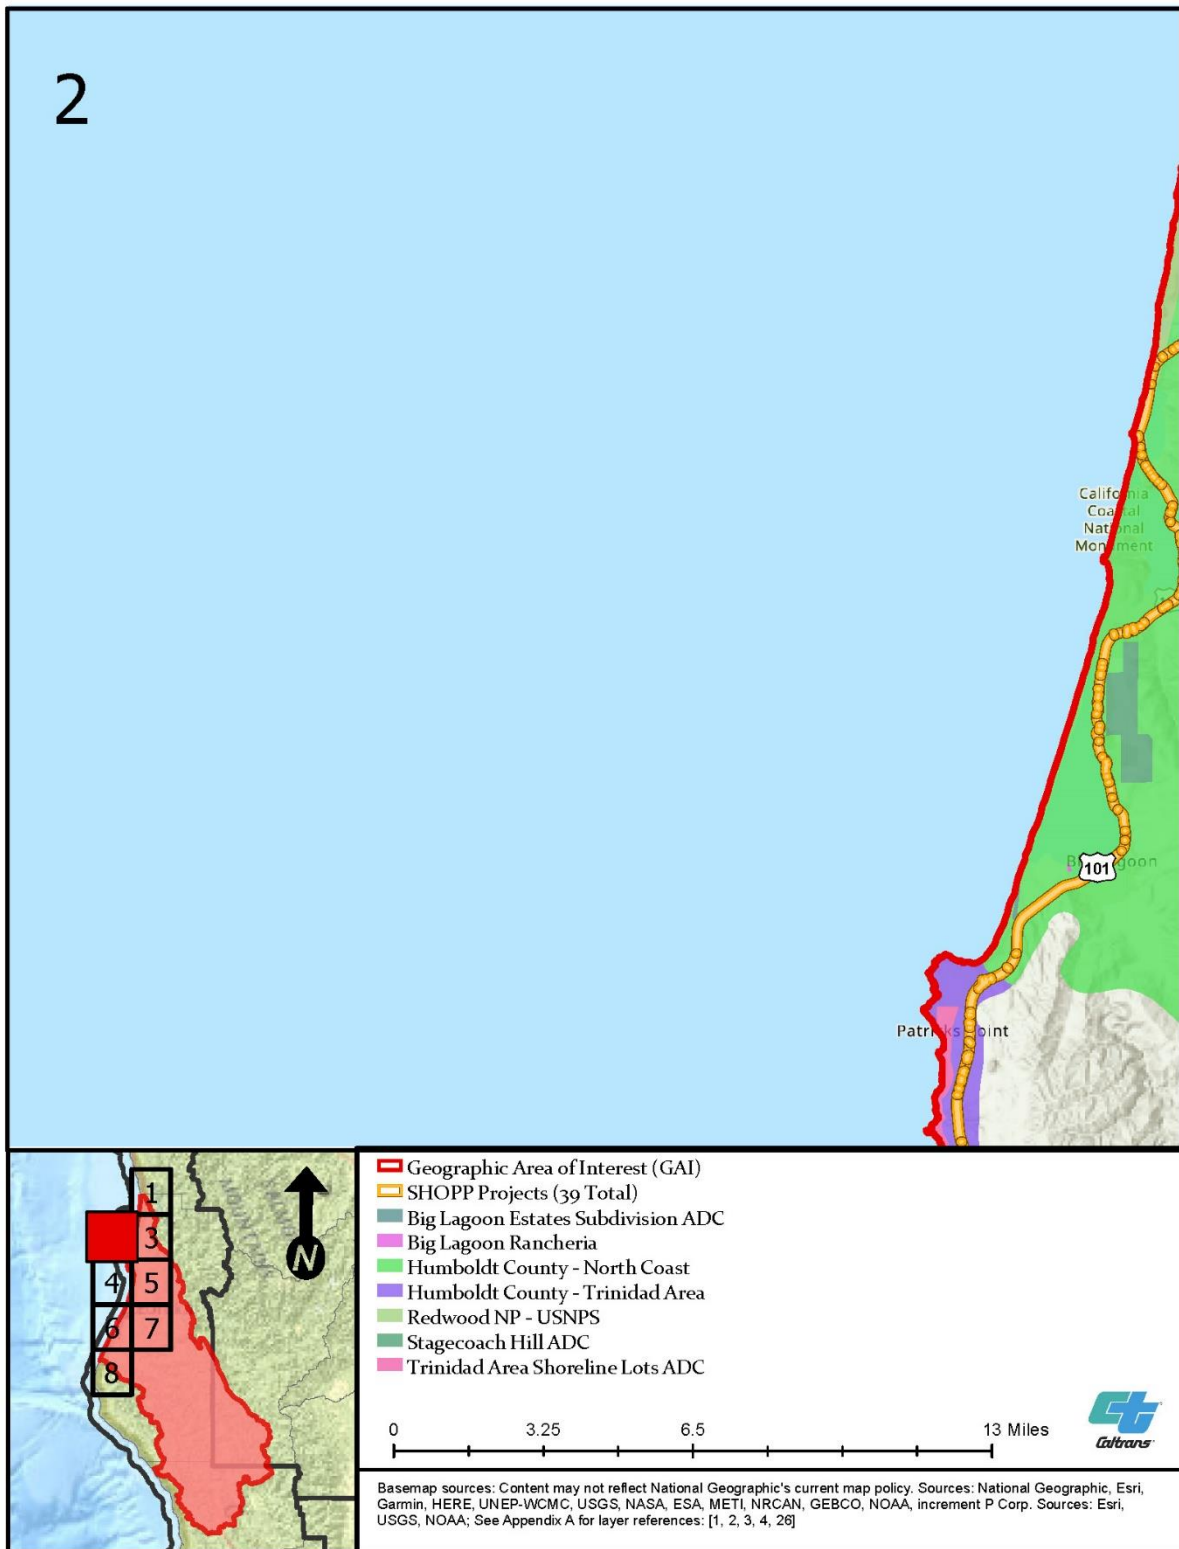 2
California
Coastal
National
Monument
101
Geographic Area of Interest (GAI)
SHOPP Projects (39 Total)
Big Lagoon Estates Subdivision ADC
Big Lagoon Rancheria
Humboldt County - North Coast
Humboldt County - Trinidad Area
Redwood NP - USNPS
Stagecoach Hill ADC
Trinidad Area Shoreline Lots ADC
1
3
4
5
6
7
8
N
0 3.25 6.5 13 Miles
Caltrans
Basemap sources: Content may not reflect National Geographic's current map policy. Sources: National Geographic, Esri,
Garmin, HERE, UNEP-WCMC, USGS, NASA, ESA, METI, NRCAN, GEBCO, NOAA, increment P Corp. Sources: Esri,
USGS, NOAA; See Appendix A for layer references: [1, 2, 3, 4, 26]